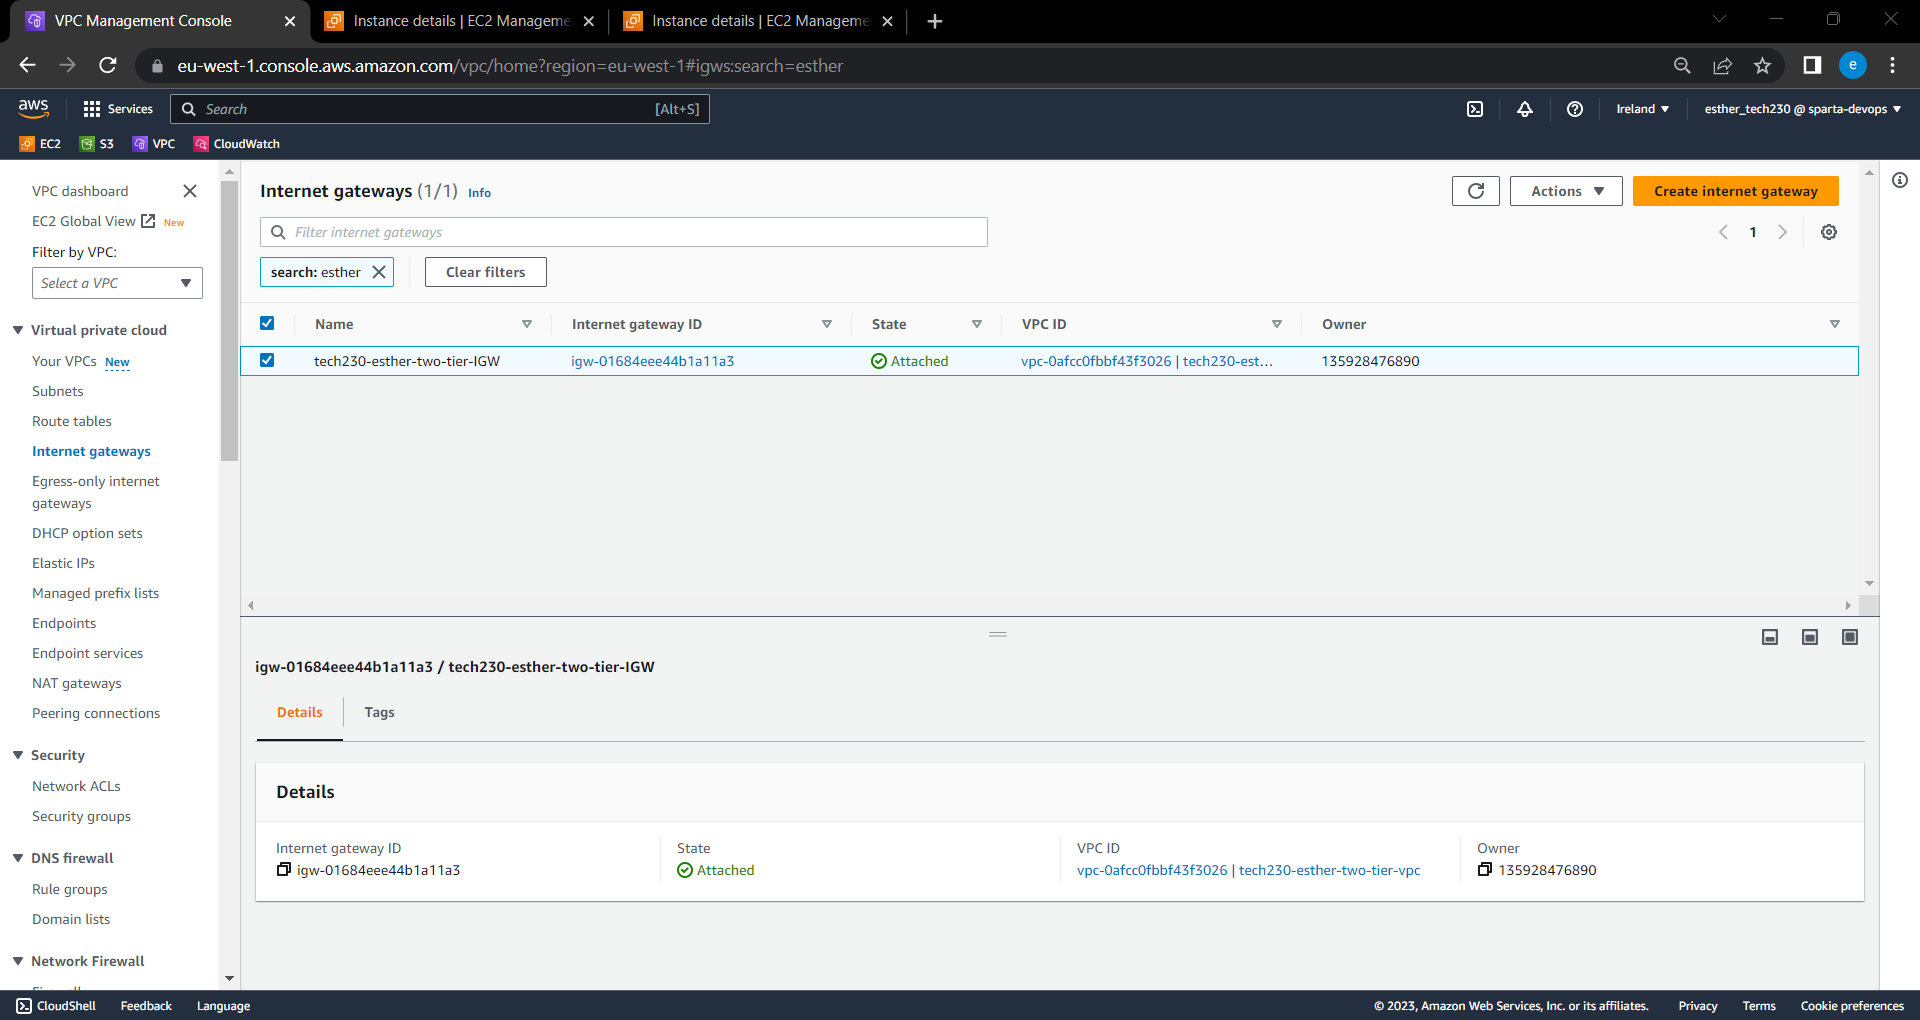 VPC Management Console
Instance details | EC2 Manageme
Instance details | EC2 Manageme
eu-west-1.console.aws.amazon.com/vpc/home?region=eu-west-1#igws:search=esther
e
aws
Services
Search
[Alt+S]
Ireland
esther_tech230 @ sparta-devops
EC2
S3
VPC
CloudWatch
VPC dashboard
EC2 Global View New
Filter by VPC:
Select a VPC
Virtual private cloud
Your VPCs New
Subnets
Route tables
Internet gateways
Egress-only internet
gateways
DHCP option sets
Elastic IPs
Managed prefix lists
Endpoints
Endpoint services
NAT gateways
Peering connections
Security
Network ACLs
Security groups
DNS firewall
Rule groups
Domain lists
Network Firewall
Internet gateways (1/1) Info
Actions
Create internet gateway
Filter internet gateways
1
search: esther
Clear filters
Name
Internet gateway ID
State
VPC ID
Owner
tech230-esther-two-tier-IGW
igw-01684eee44b1a11a3
Attached
vpc-0afcc0fbbf43f3026 | tech230-est...
135928476890
igw-01684eee44b1a11a3 / tech230-esther-two-tier-IGW
Details
Tags
Details
Internet gateway ID
igw-01684eee44b1a11a3
State
Attached
VPC ID
vpc-0afcc0fbbf43f3026 | tech230-esther-two-tier-vpc
Owner
135928476890
CloudShell
Feedback
Language
© 2023, Amazon Web Services, Inc. or its affiliates.
Privacy
Terms
Cookie preferences